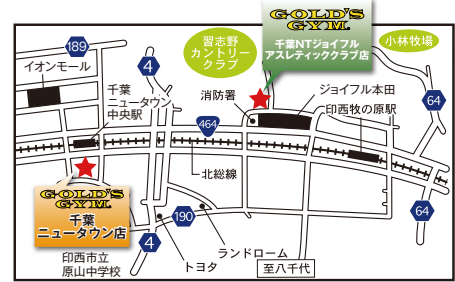 GOLD'S
GYM.
千葉NTジョイフル
アスレティッククラブ店
習志野
カントリー
クラブ
小林牧場
189
イオンモール
4
千葉
ニュータウン
中央駅
消防署
ジョイフル本田
印西牧の原駅
64
464
北総線
GOLD'S
GYM.
千葉
ニュータウン店
190
64
4
ランドローム
トヨタ
至八千代
印西市立
原山中学校